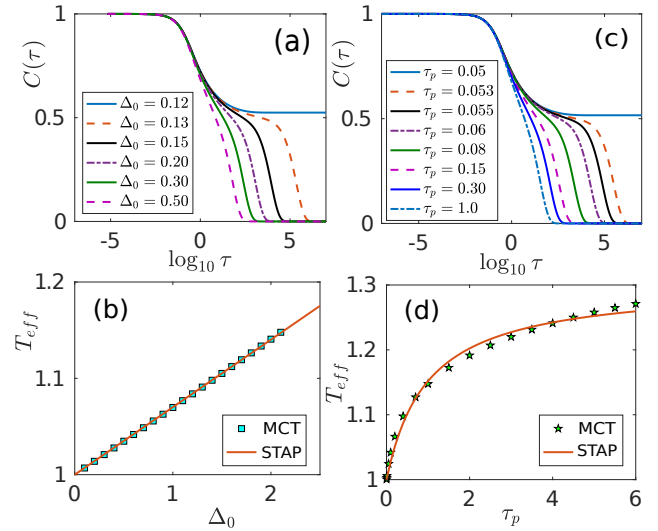 (a)
C(τ)
1
0.5
0
Δ₀ = 0.12
Δ₀ = 0.13
Δ₀ = 0.15
Δ₀ = 0.20
Δ₀ = 0.30
Δ₀ = 0.50
-5 0 5
log₁₀ τ
(c)
C(τ)
1
0.5
0
τₚ = 0.05
τₚ = 0.053
τₚ = 0.055
τₚ = 0.06
τₚ = 0.08
τₚ = 0.15
τₚ = 0.30
τₚ = 1.0
-5 0 5
log₁₀ τ
(b)
T_eff
1.2
1.1
1
MCT
STAP
0 1 2
Δ₀
(d)
T_eff
1.3
1.2
1.1
1
MCT
STAP
0 2 4 6
τₚ